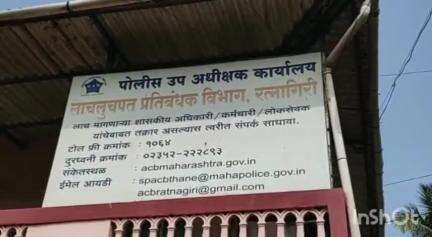 पोलीस उप अधीक्षक कार्यालय
लाचलुचपत प्रतिबंधक विभाग, रत्नागिरी
लाच मागणाऱ्या शासकीय अधिकारी/कर्मचारी/लोकसेवक
यांचेबाबत तक्रार असल्यास त्वरीत संपर्क साधावा.
टोल फ्री क्रमांक : १०६४
दुरध्वनी क्रमांक : ०२३५२-२२२८९३
संकेतस्थळ : acbmaharashtra.gov.in
ईमेल आयडी : spacbthane@mahapolice.gov.in
acbratnagiri@gmail.com
InShOt